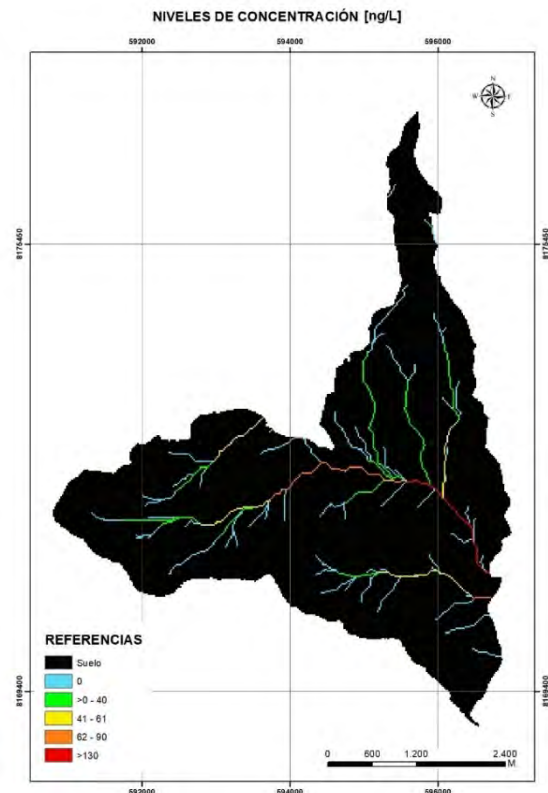 NIVELES DE CONCENTRACIÓN [ng/L]
592000 594000 596000
N
W E
S
8175450 8175450
REFERENCIAS
Suelo
0
>0 - 40
41 - 61
62 - 90
>130
8169400 8169400
0 600 1.200 2.400
M
592000 594000 596000